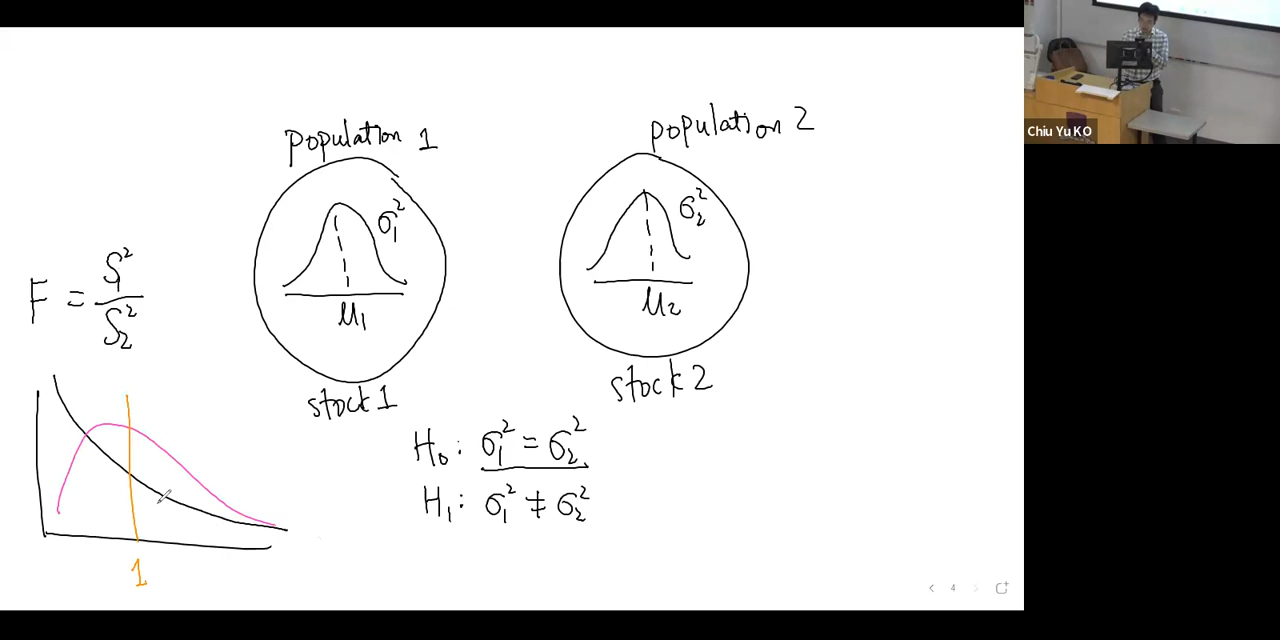 population 1
population 2
σ₁²
σ₂²
μ₁
μ₂
stock 1
stock 2
F = S₁² / S₂²
H₀ : σ₁² = σ₂²
H₁ : σ₁² ≠ σ₂²
1
4
Chiu Yu KO